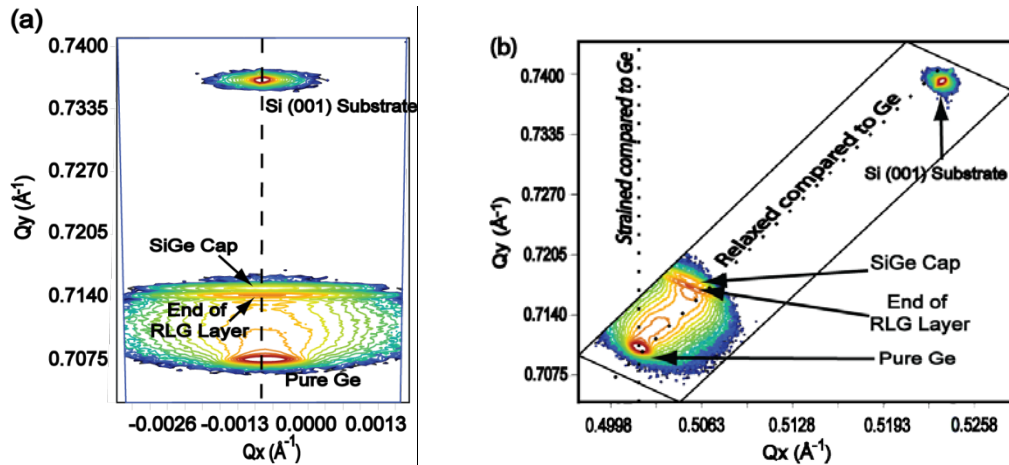 (a)
Qy (Å⁻¹)
0.7400
0.7335
0.7270
0.7205
0.7140
0.7075
Si (001) Substrate
SiGe Cap
End of
RLG Layer
Pure Ge
-0.0026 -0.0013 0.0000 0.0013
Qx (Å⁻¹)
(b)
Qy (Å⁻¹)
0.7400
0.7335
0.7270
0.7205
0.7140
0.7075
Strained compared to Ge
Relaxed compared to Ge
Si (001) Substrate
SiGe Cap
End of
RLG Layer
Pure Ge
0.4998 0.5063 0.5128 0.5193 0.5258
Qx (Å⁻¹)